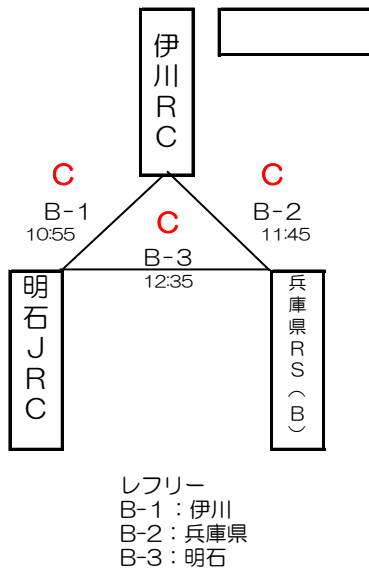 伊川RC
C
C
B-1
10:55
C
B-2
11:45
B-3
12:35
明石JRC
兵庫県RS(B)
レフリー
B-1：伊川
B-2：兵庫県
B-3：明石